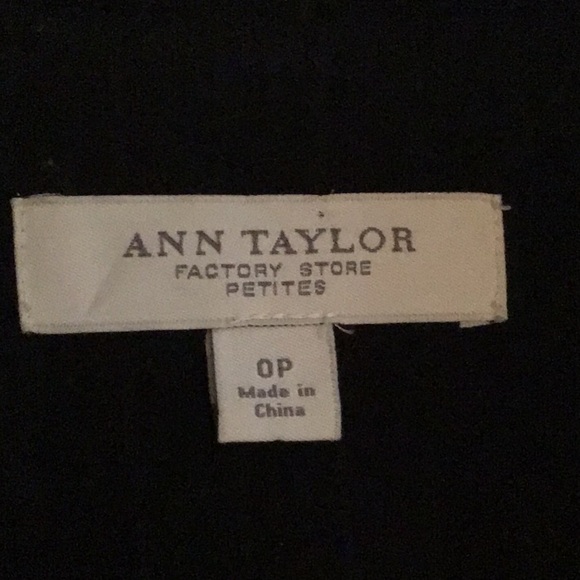 ANN TAYLOR
FACTORY STORE
PETITES
0P
Made in
China